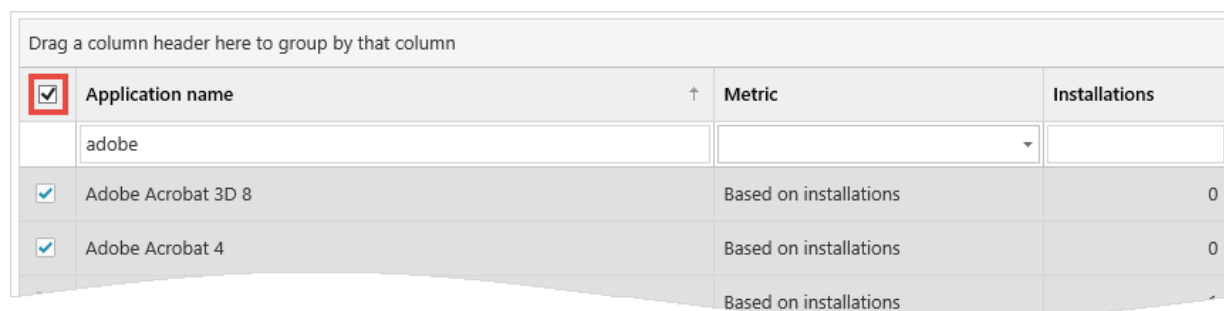 Drag a column header here to group by that column
Application name ↑ Metric Installations
adobe
Adobe Acrobat 3D 8 Based on installations 0
Adobe Acrobat 4 Based on installations 0
Based on installations